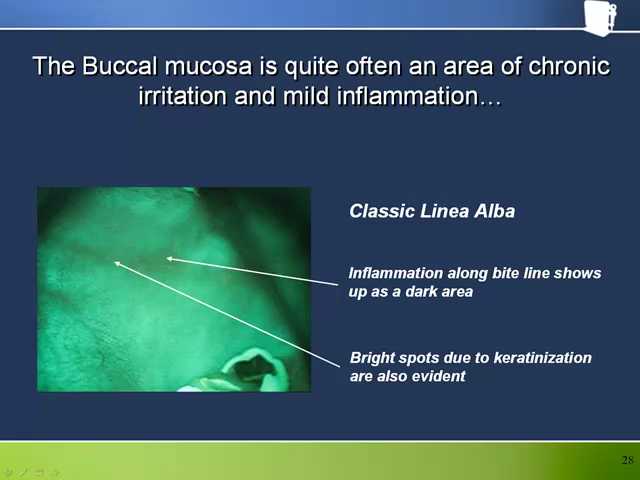 The Buccal mucosa is quite often an area of chronic
irritation and mild inflammation…
Classic Linea Alba
Inflammation along bite line shows
up as a dark area
Bright spots due to keratinization
are also evident
28